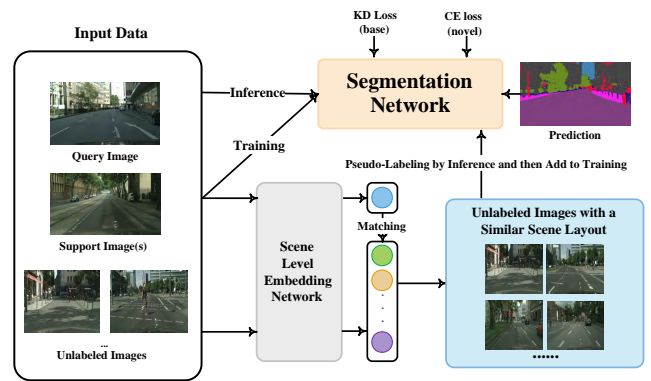 Input Data
KD Loss
(base)
CE loss
(novel)
Segmentation
Network
Inference
Training
Query Image
Support Image(s)
...
Unlabeled Images
Prediction
Pseudo-Labeling by Inference and then Add to Training
Scene
Level
Embedding
Network
Matching
Unlabeled Images with a
Similar Scene Layout
......